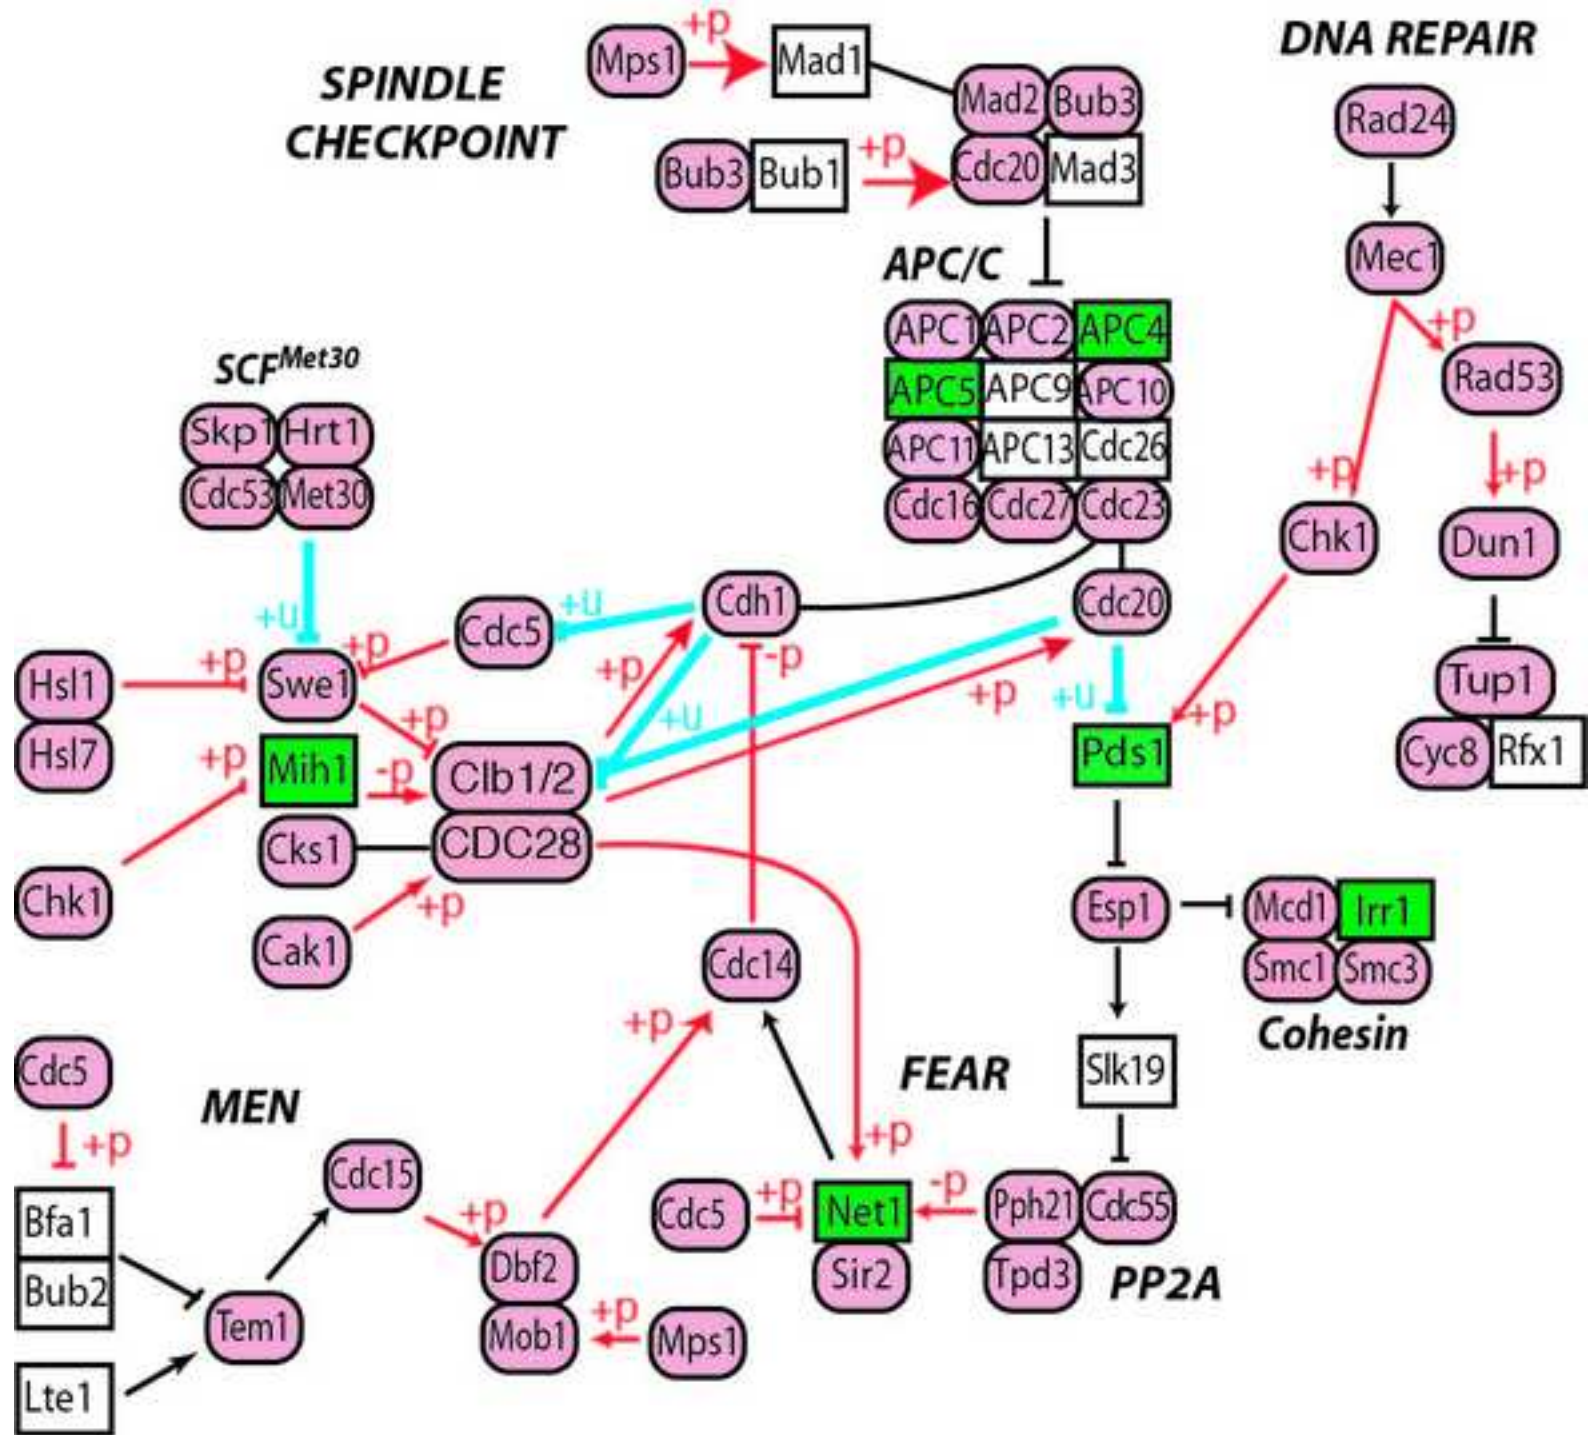 +p
DNA REPAIR
SPINDLE
CHECKPOINT
Mps1
Mad1
Mad2
Bub3
Rad24
+p
Bub3
Bub1
Cdc20
Mad3
Mec1
APC/C
+p
APC1
APC2
APC4
Rad53
SCFMet30
APC5
APC9
APC10
Skp1
Hrt1
APC11
APC13
Cdc26
+p
+p
Cdc53
Met30
Cdc16
Cdc27
Cdc23
Chk1
Dun1
+u
Cdc5
+u
Cdh1
Cdc20
Hsl1
+p
Swe1
+p
+p
-p
+p
+u
Tup1
Hsl7
+p
Mih1
+p
-p
Clb1/2
+u
Pds1
+p
Cyc8
Rfx1
Cks1
CDC28
Chk1
+p
Cak1
Esp1
Mcd1
Irr1
Cdc14
Smc1
Smc3
Cohesin
+p
Cdc5
MEN
FEAR
Slk19
+p
+p
Cdc15
Bfa1
+p
Cdc5
+p
Net1
-p
Pph21
Cdc55
Bub2
Dbf2
Sir2
Tpd3
PP2A
Tem1
Mob1
+p
Mps1
Lte1